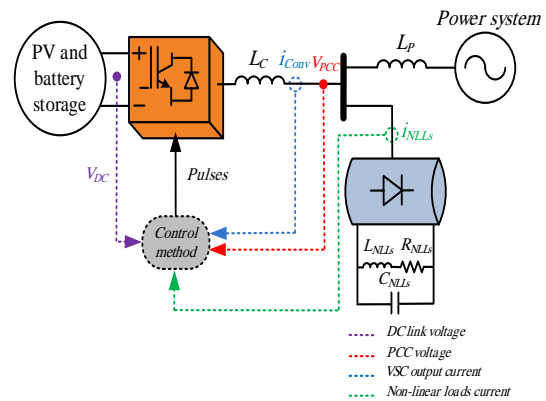 Power system
PV and
battery
storage
+
−
L_C
i_Conv
V_PCC
L_P
i_NLLs
V_DC
Pulses
Control
method
L_NLLs
R_NLLs
C_NLLs
DC link voltage
PCC voltage
VSC output current
Non-linear loads current